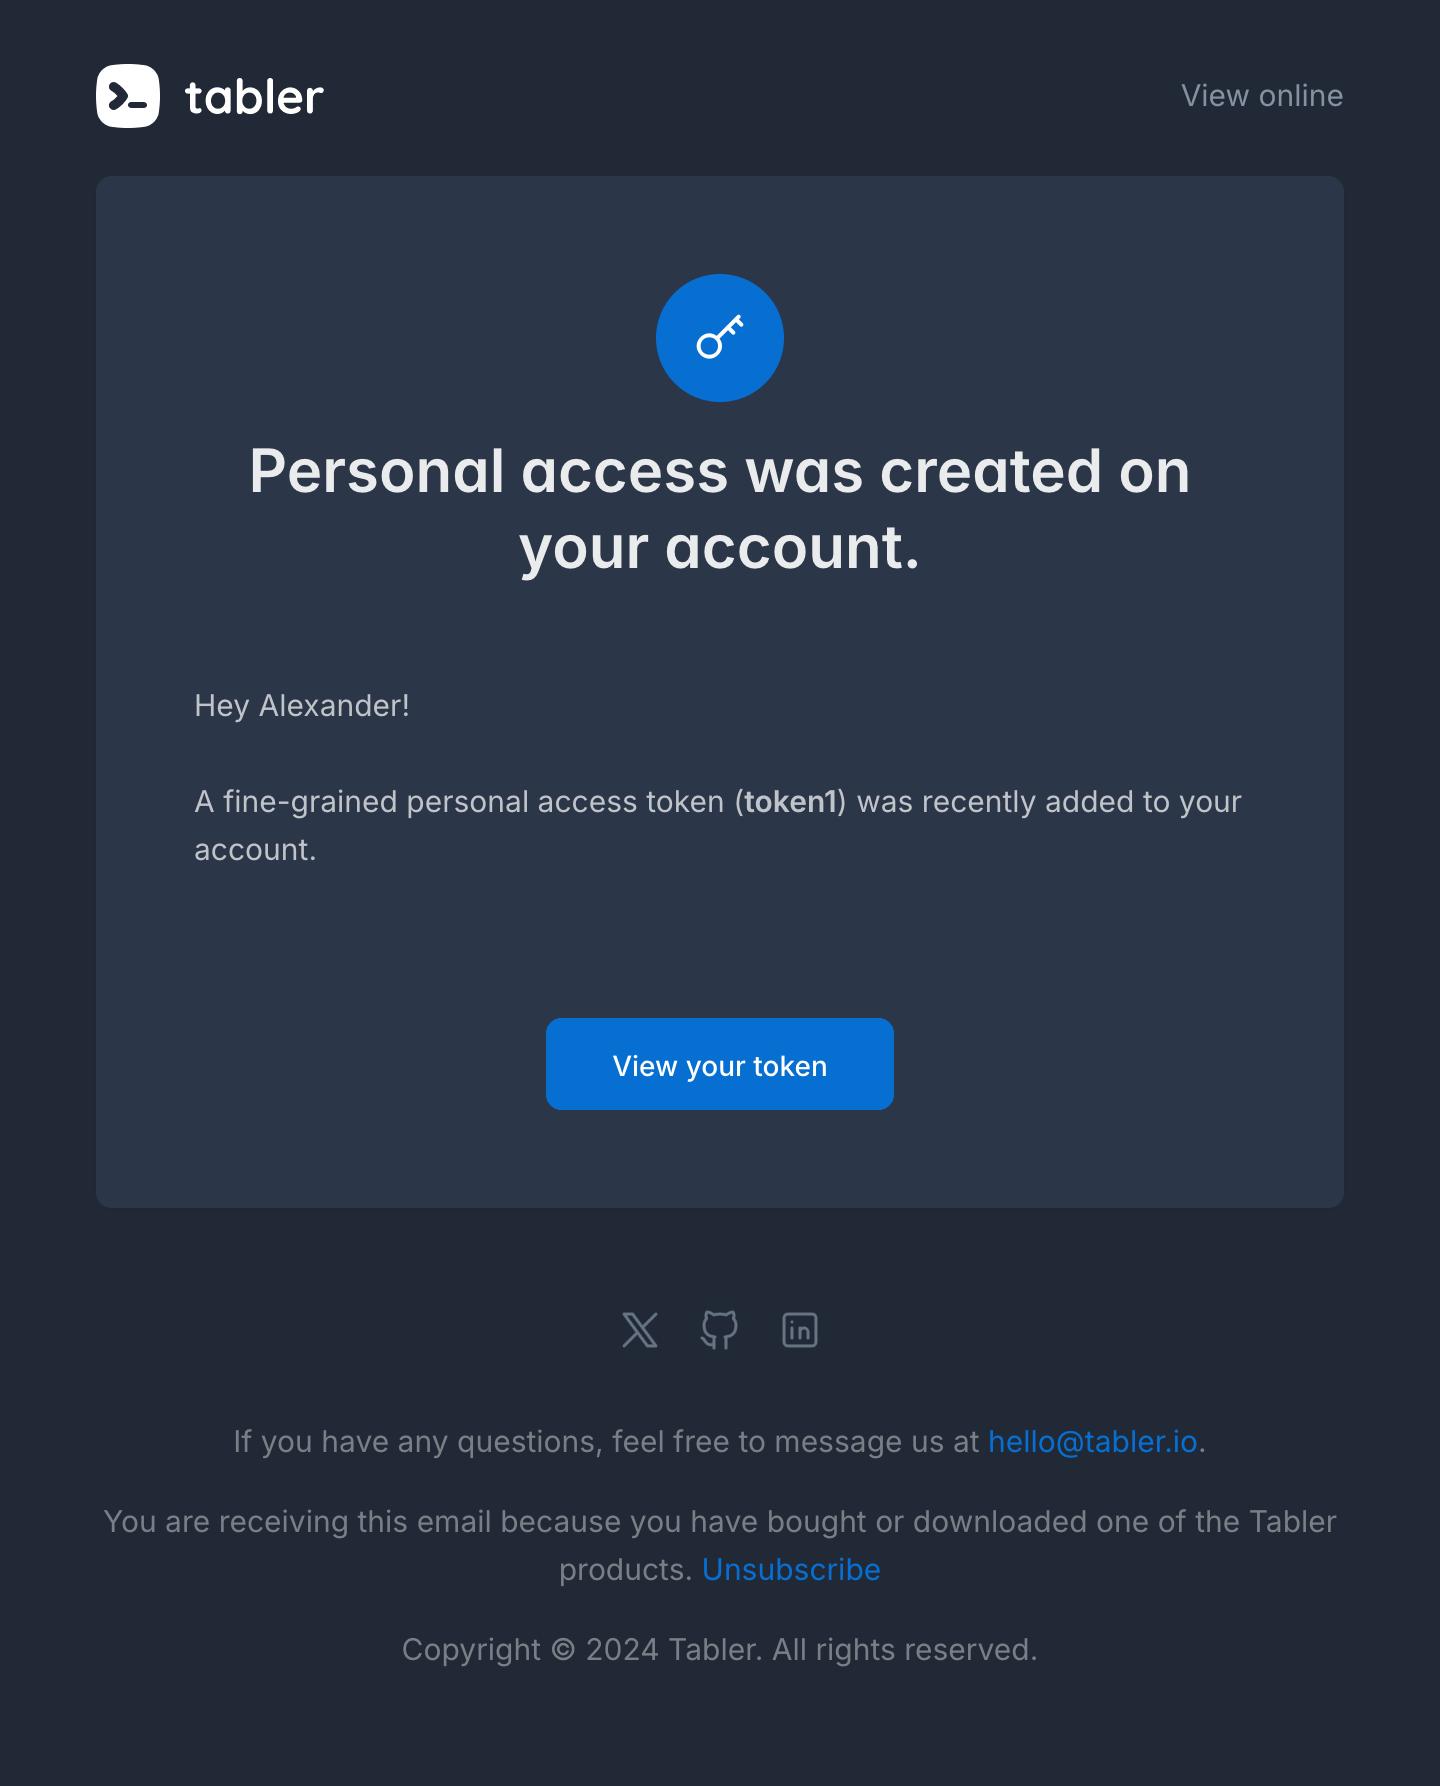 tabler
View online
Personal access was created on
your account.
Hey Alexander!
A fine-grained personal access token (token1) was recently added to your
account.
View your token
If you have any questions, feel free to message us at hello@tabler.io.
You are receiving this email because you have bought or downloaded one of the Tabler
products. Unsubscribe
Copyright © 2024 Tabler. All rights reserved.